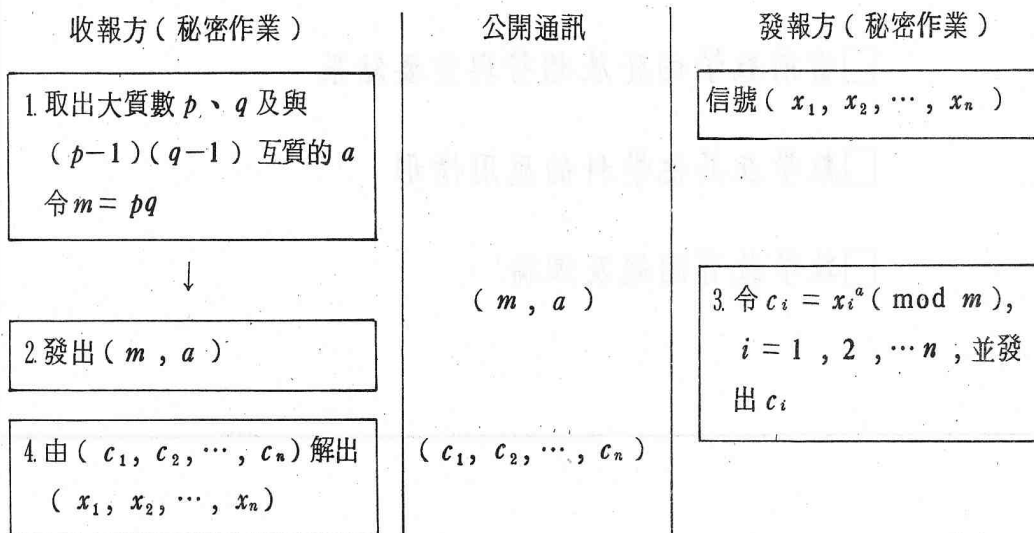 收報方(秘密作業)
公開通訊
發報方(秘密作業)
1.取出大質數 p、q 及與
(p-1)(q-1) 互質的 a
令 m = pq
信號( x₁, x₂, ⋯, xₙ )
↓
2.發出( m , a )
( m , a )
3.令 cᵢ = xᵢᵃ ( mod m ),
i = 1 , 2 , ⋯ n ,並發
出 cᵢ
4.由( c₁, c₂, ⋯, cₙ )解出
( x₁, x₂, ⋯, xₙ)
( c₁, c₂, ⋯, cₙ )